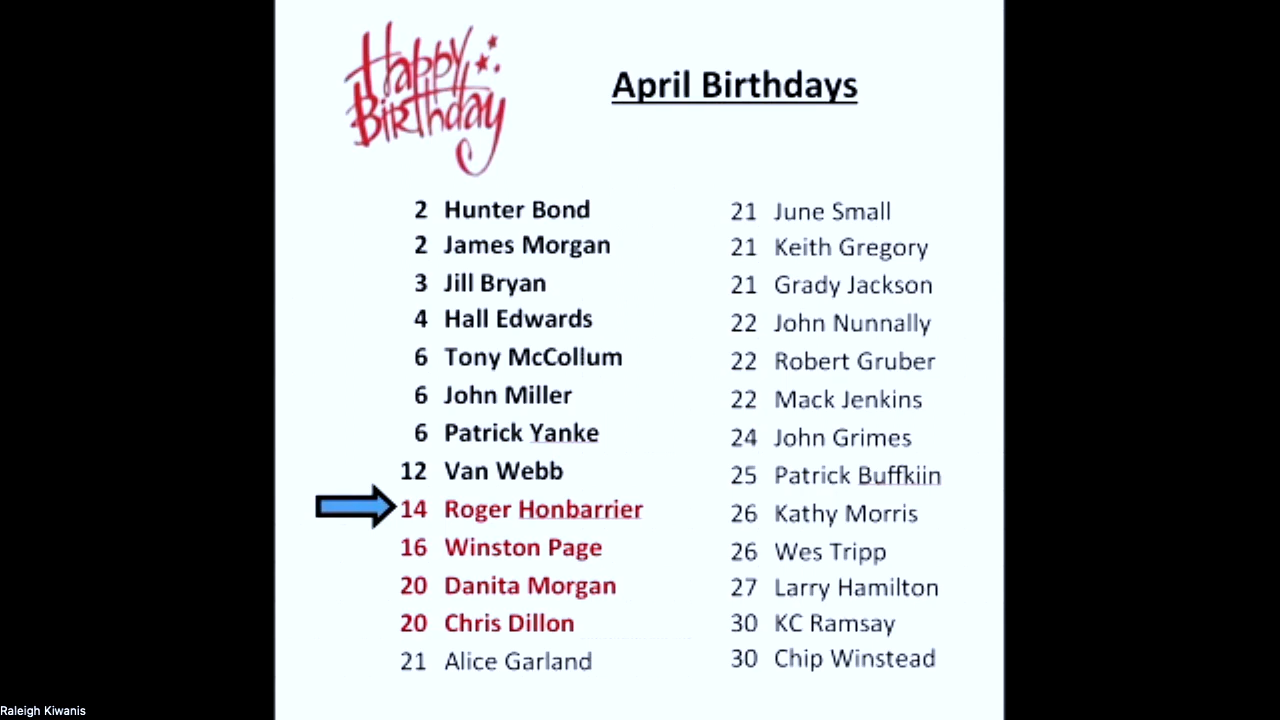 Happy
Birthday
April Birthdays
2 Hunter Bond
2 James Morgan
3 Jill Bryan
4 Hall Edwards
6 Tony McCollum
6 John Miller
6 Patrick Yanke
12 Van Webb
14 Roger Honbarrier
16 Winston Page
20 Danita Morgan
20 Chris Dillon
21 Alice Garland
21 June Small
21 Keith Gregory
21 Grady Jackson
22 John Nunnally
22 Robert Gruber
22 Mack Jenkins
24 John Grimes
25 Patrick Buffkiin
26 Kathy Morris
26 Wes Tripp
27 Larry Hamilton
30 KC Ramsay
30 Chip Winstead
Raleigh Kiwanis